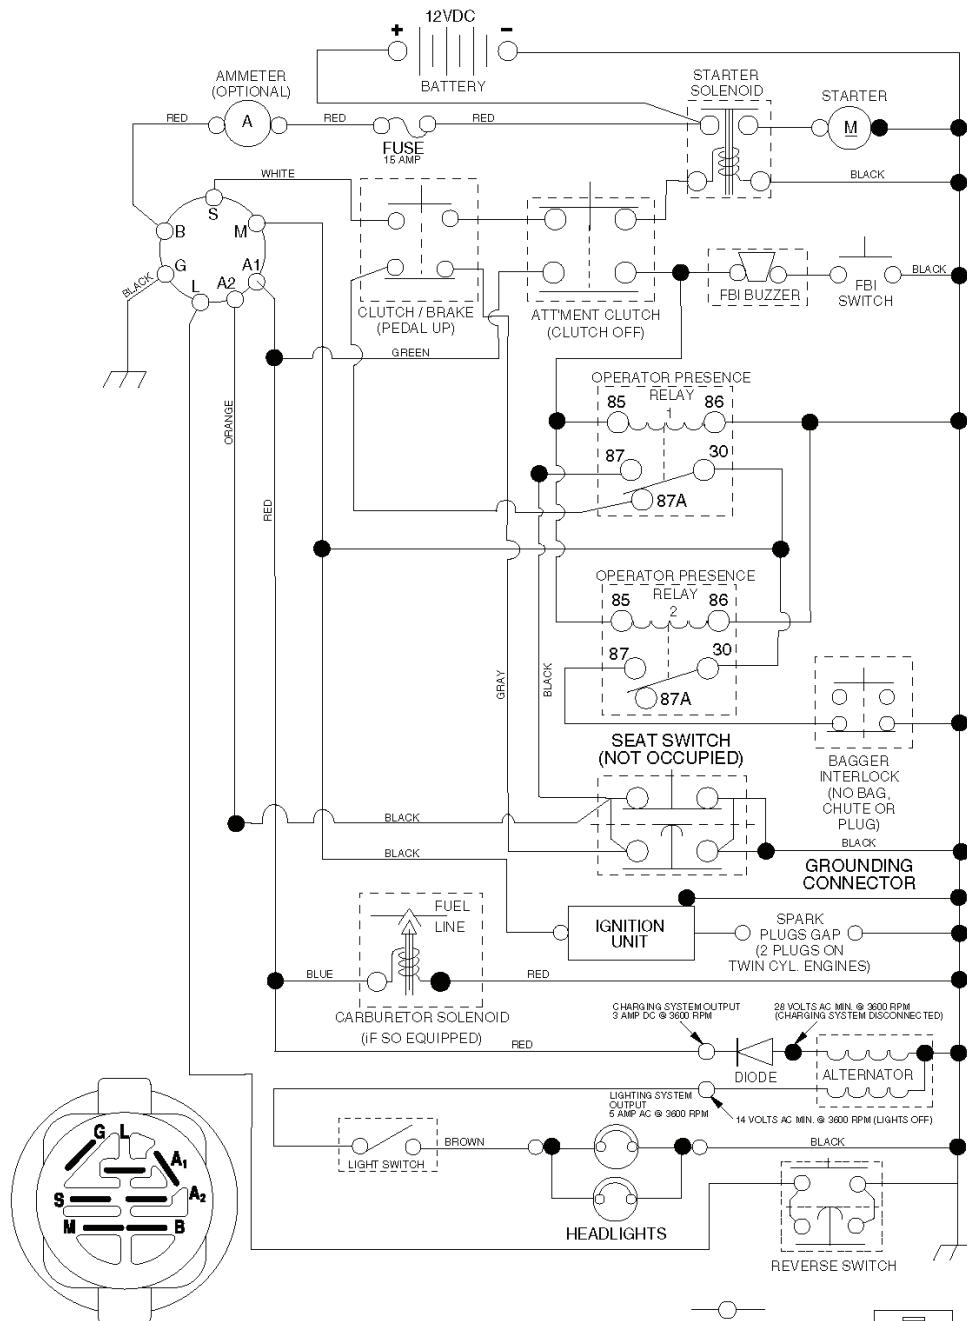 12VDC
+
-
BATTERY
AMMETER
(OPTIONAL)
A
RED
RED
RED
FUSE
15 AMP
STARTER
SOLENOID
STARTER
M
BLACK
WHITE
S
B
M
G
A1
A2
L
BLACK
CLUTCH / BRAKE
(PEDAL UP)
ATT'MENT CLUTCH
(CLUTCH OFF)
FBI BUZZER
FBI
SWITCH
BLACK
GREEN
ORANGE
RED
OPERATOR PRESENCE
RELAY
1
85
86
87
30
87A
OPERATOR PRESENCE
RELAY
2
85
86
87
30
87A
GRAY
BLACK
SEAT SWITCH
(NOT OCCUPIED)
BAGGER
INTERLOCK
(NO BAG,
CHUTE OR
PLUG)
BLACK
BLACK
BLACK
GROUNDING
CONNECTOR
FUEL
LINE
IGNITION
UNIT
SPARK
PLUGS GAP
(2 PLUGS ON
TWIN CYL. ENGINES)
BLUE
RED
CARBURETOR SOLENOID
(iF SO EQUIPPED)
RED
CHARGING SYSTEM OUTPUT
3 AMP DC @ 3600 RPM
28 VOLTS AC MIN. @ 3600 RPM
(CHARGING SYSTEM DISCONNECTED)
DIODE
ALTERNATOR
LIGHTING SYSTEM
OUTPUT
5 AMP AC @ 3600 RPM
14 VOLTS AC MIN. @ 3600 RPM (LIGHTS OFF)
LIGHT SWITCH
BROWN
BLACK
HEADLIGHTS
REVERSE SWITCH
G
L
A1
A2
S
M
B